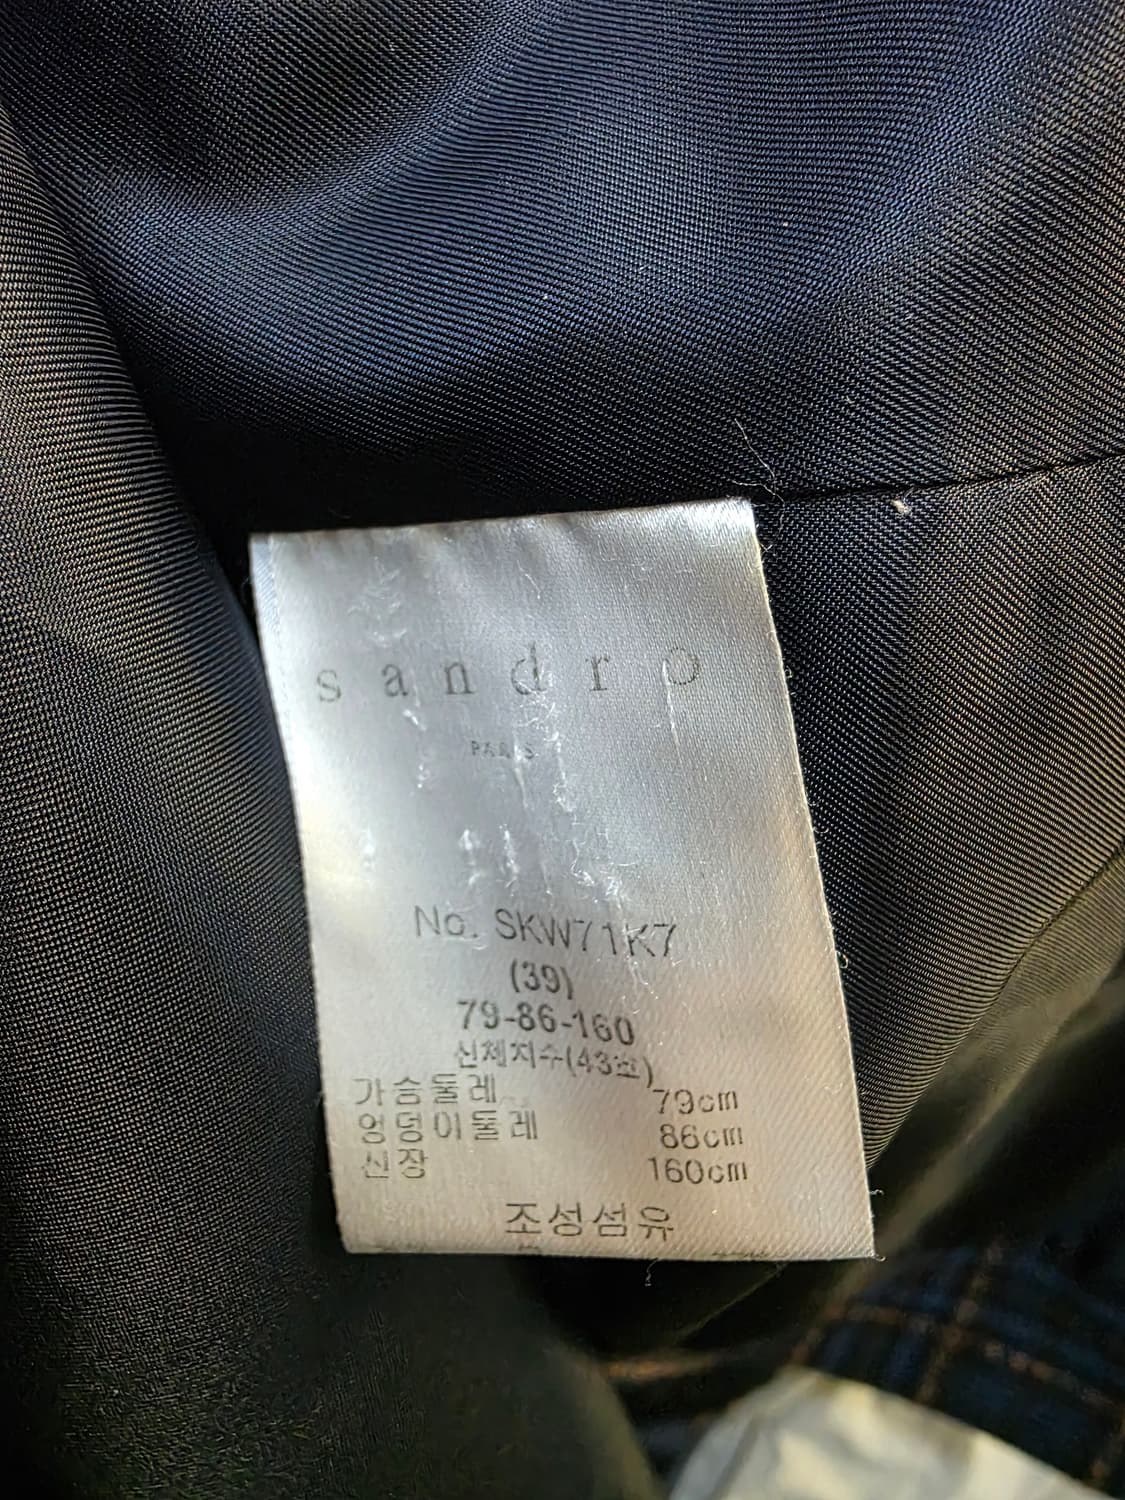 sandro
PARIS
No. SKW71K7
(39)
79-86-160
신체치수(43호)
가슴둘레 79cm
엉덩이둘레 86cm
신장 160cm
조성섬유